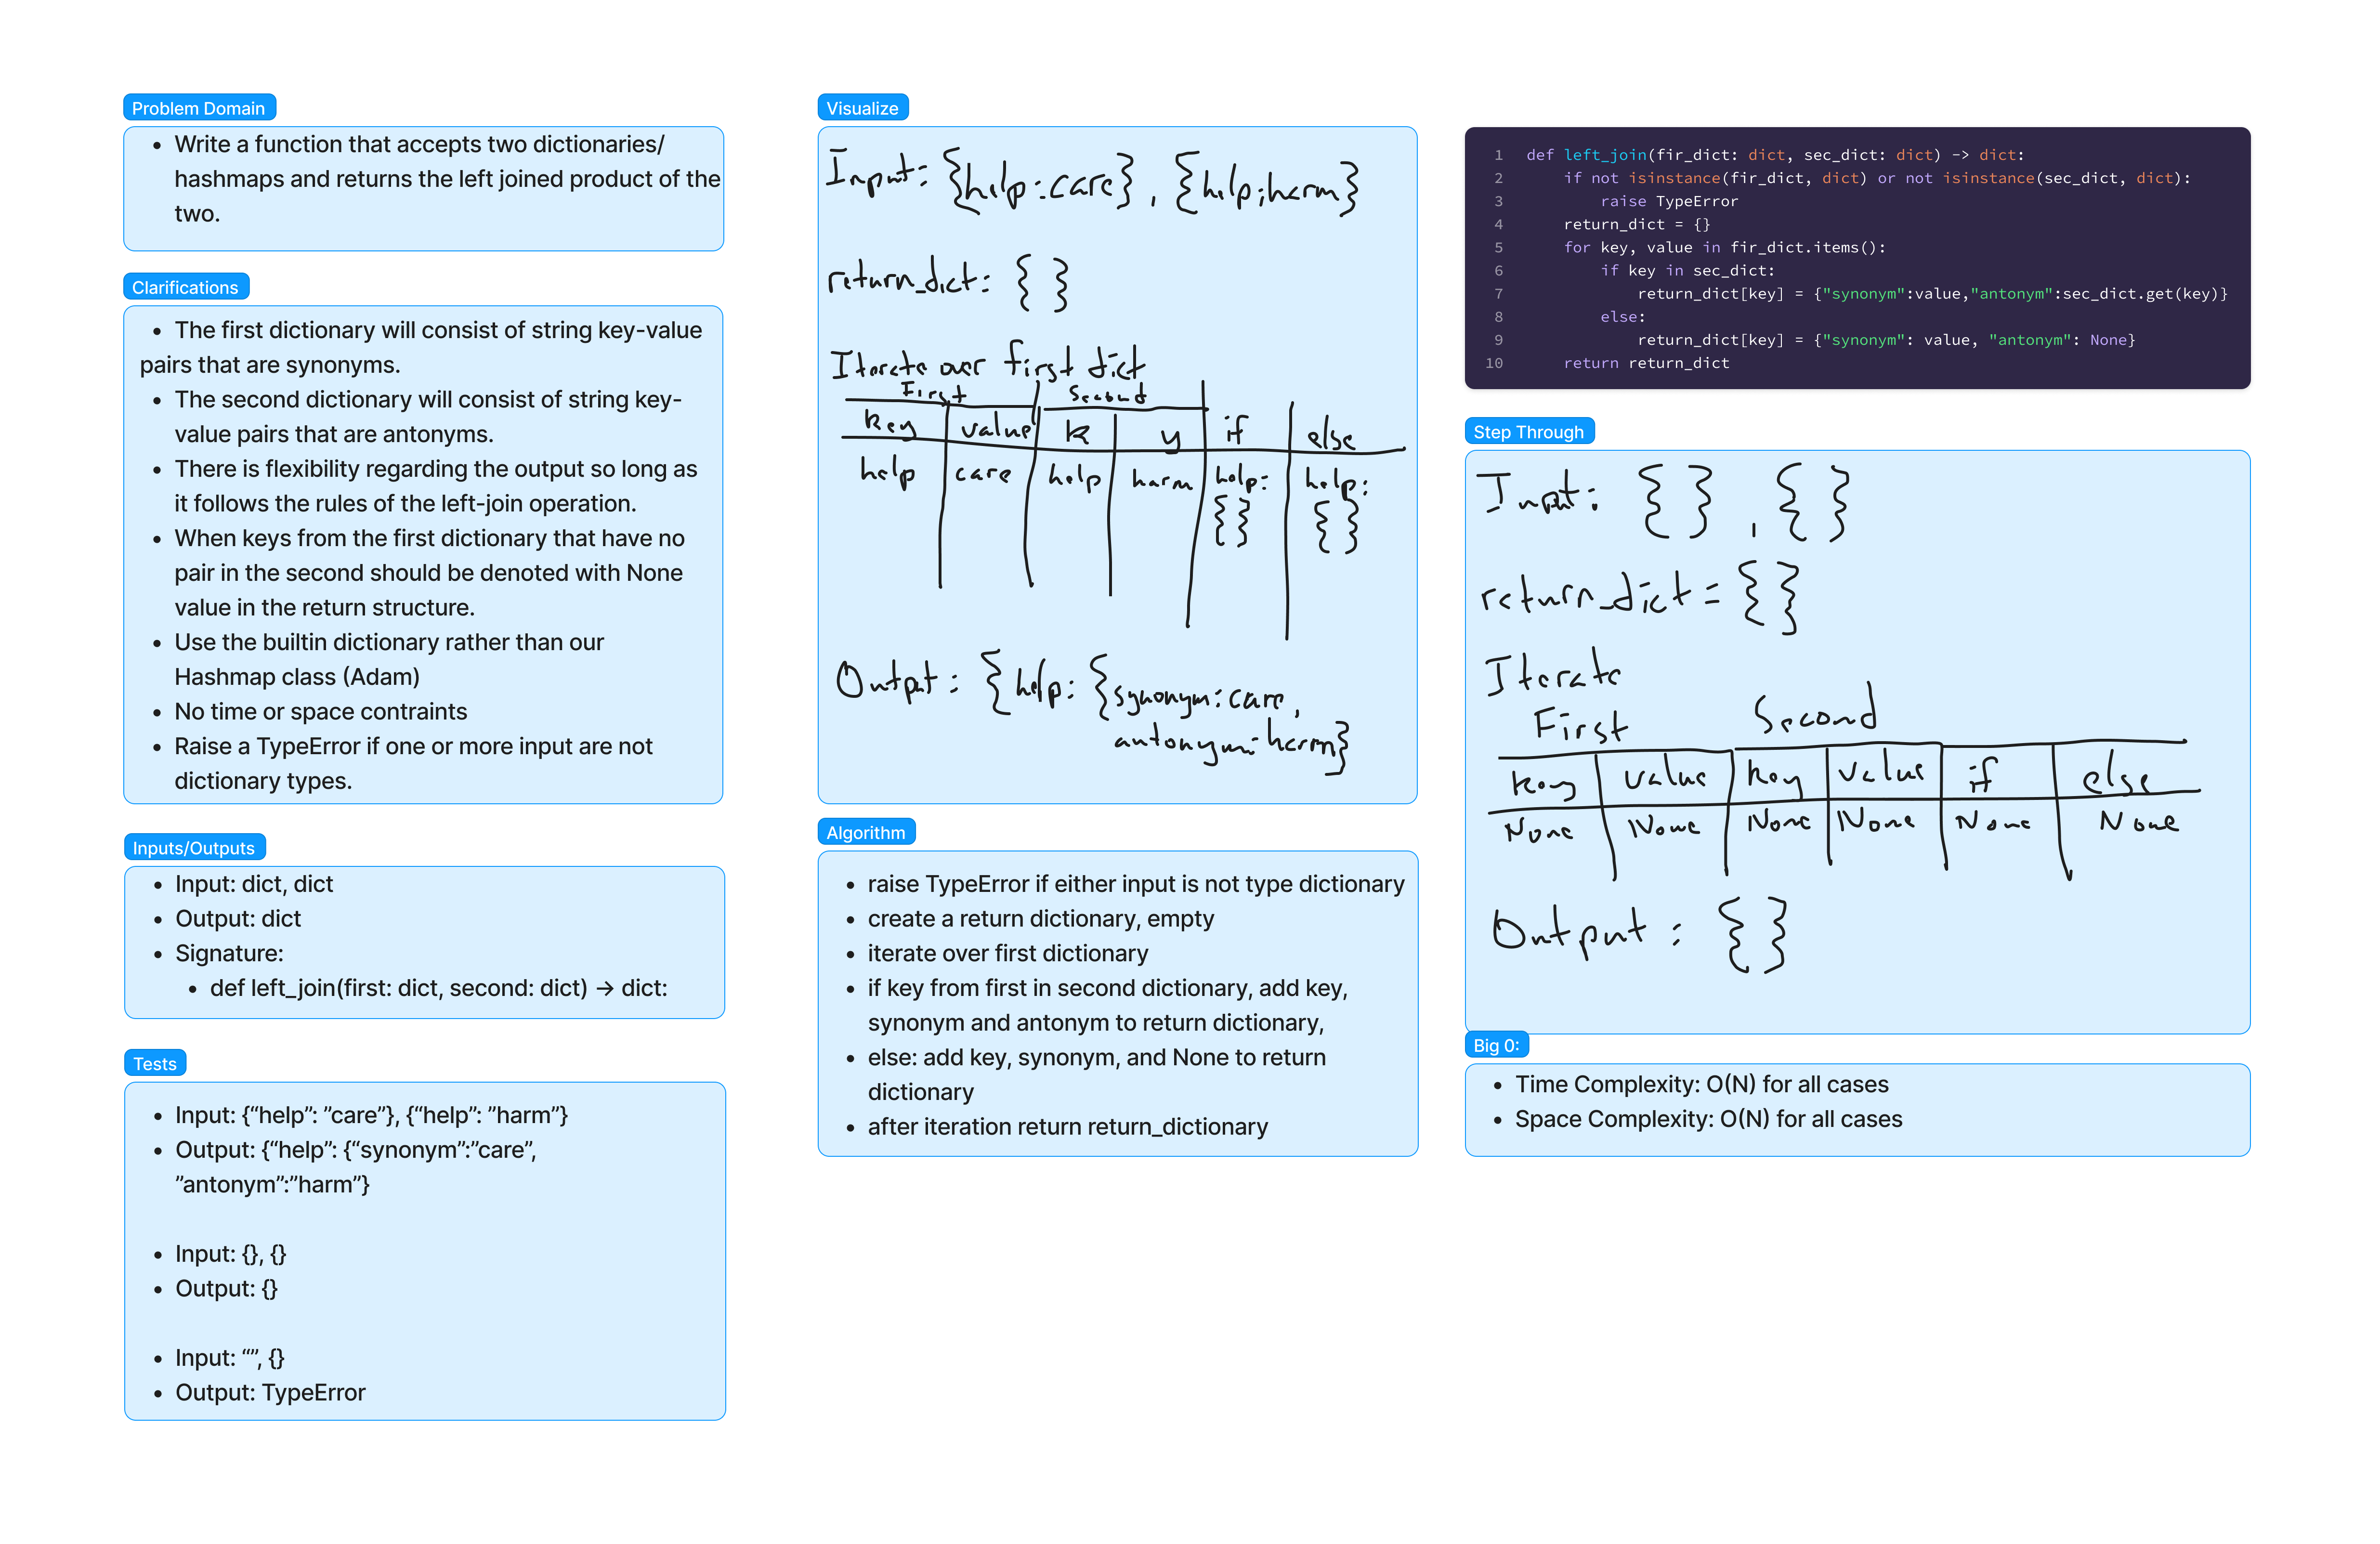 Problem Domain
• Write a function that accepts two dictionaries/
hashmaps and returns the left joined product of the
two.
Clarifications
• The first dictionary will consist of string key-value
pairs that are synonyms.
• The second dictionary will consist of string key-
value pairs that are antonyms.
• There is flexibility regarding the output so long as
it follows the rules of the left-join operation.
• When keys from the first dictionary that have no
pair in the second should be denoted with None
value in the return structure.
• Use the builtin dictionary rather than our
Hashmap class (Adam)
• No time or space contraints
• Raise a TypeError if one or more input are not
dictionary types.
Inputs/Outputs
• Input: dict, dict
• Output: dict
• Signature:
• def left_join(first: dict, second: dict) → dict:
Tests
• Input: {“help”: ”care”}, {“help”: ”harm”}
• Output: {“help”: {“synonym”:”care”,
”antonym”:”harm”}
• Input: {}, {}
• Output: {}
• Input: “”, {}
• Output: TypeError
Visualize
Input: {help:care}, {help:harm}
return_dict: { }
Iterate over first dict
First Second
key value k y if else
help care help harm help: help:
{ } { }
Output: {help: {synonym:care,
antonym:harm}
Algorithm
• raise TypeError if either input is not type dictionary
• create a return dictionary, empty
• iterate over first dictionary
• if key from first in second dictionary, add key,
synonym and antonym to return dictionary,
• else: add key, synonym, and None to return
dictionary
• after iteration return return_dictionary
1 def left_join(fir_dict: dict, sec_dict: dict) -> dict:
2 if not isinstance(fir_dict, dict) or not isinstance(sec_dict, dict):
3 raise TypeError
4 return_dict = {}
5 for key, value in fir_dict.items():
6 if key in sec_dict:
7 return_dict[key] = {"synonym":value,"antonym":sec_dict.get(key)}
8 else:
9 return_dict[key] = {"synonym": value, "antonym": None}
10 return return_dict
Step Through
Input: { }, { }
return_dict = { }
Iterate
First Second
key value key value if else
None None None None None None
Output: { }
Big 0:
• Time Complexity: O(N) for all cases
• Space Complexity: O(N) for all cases